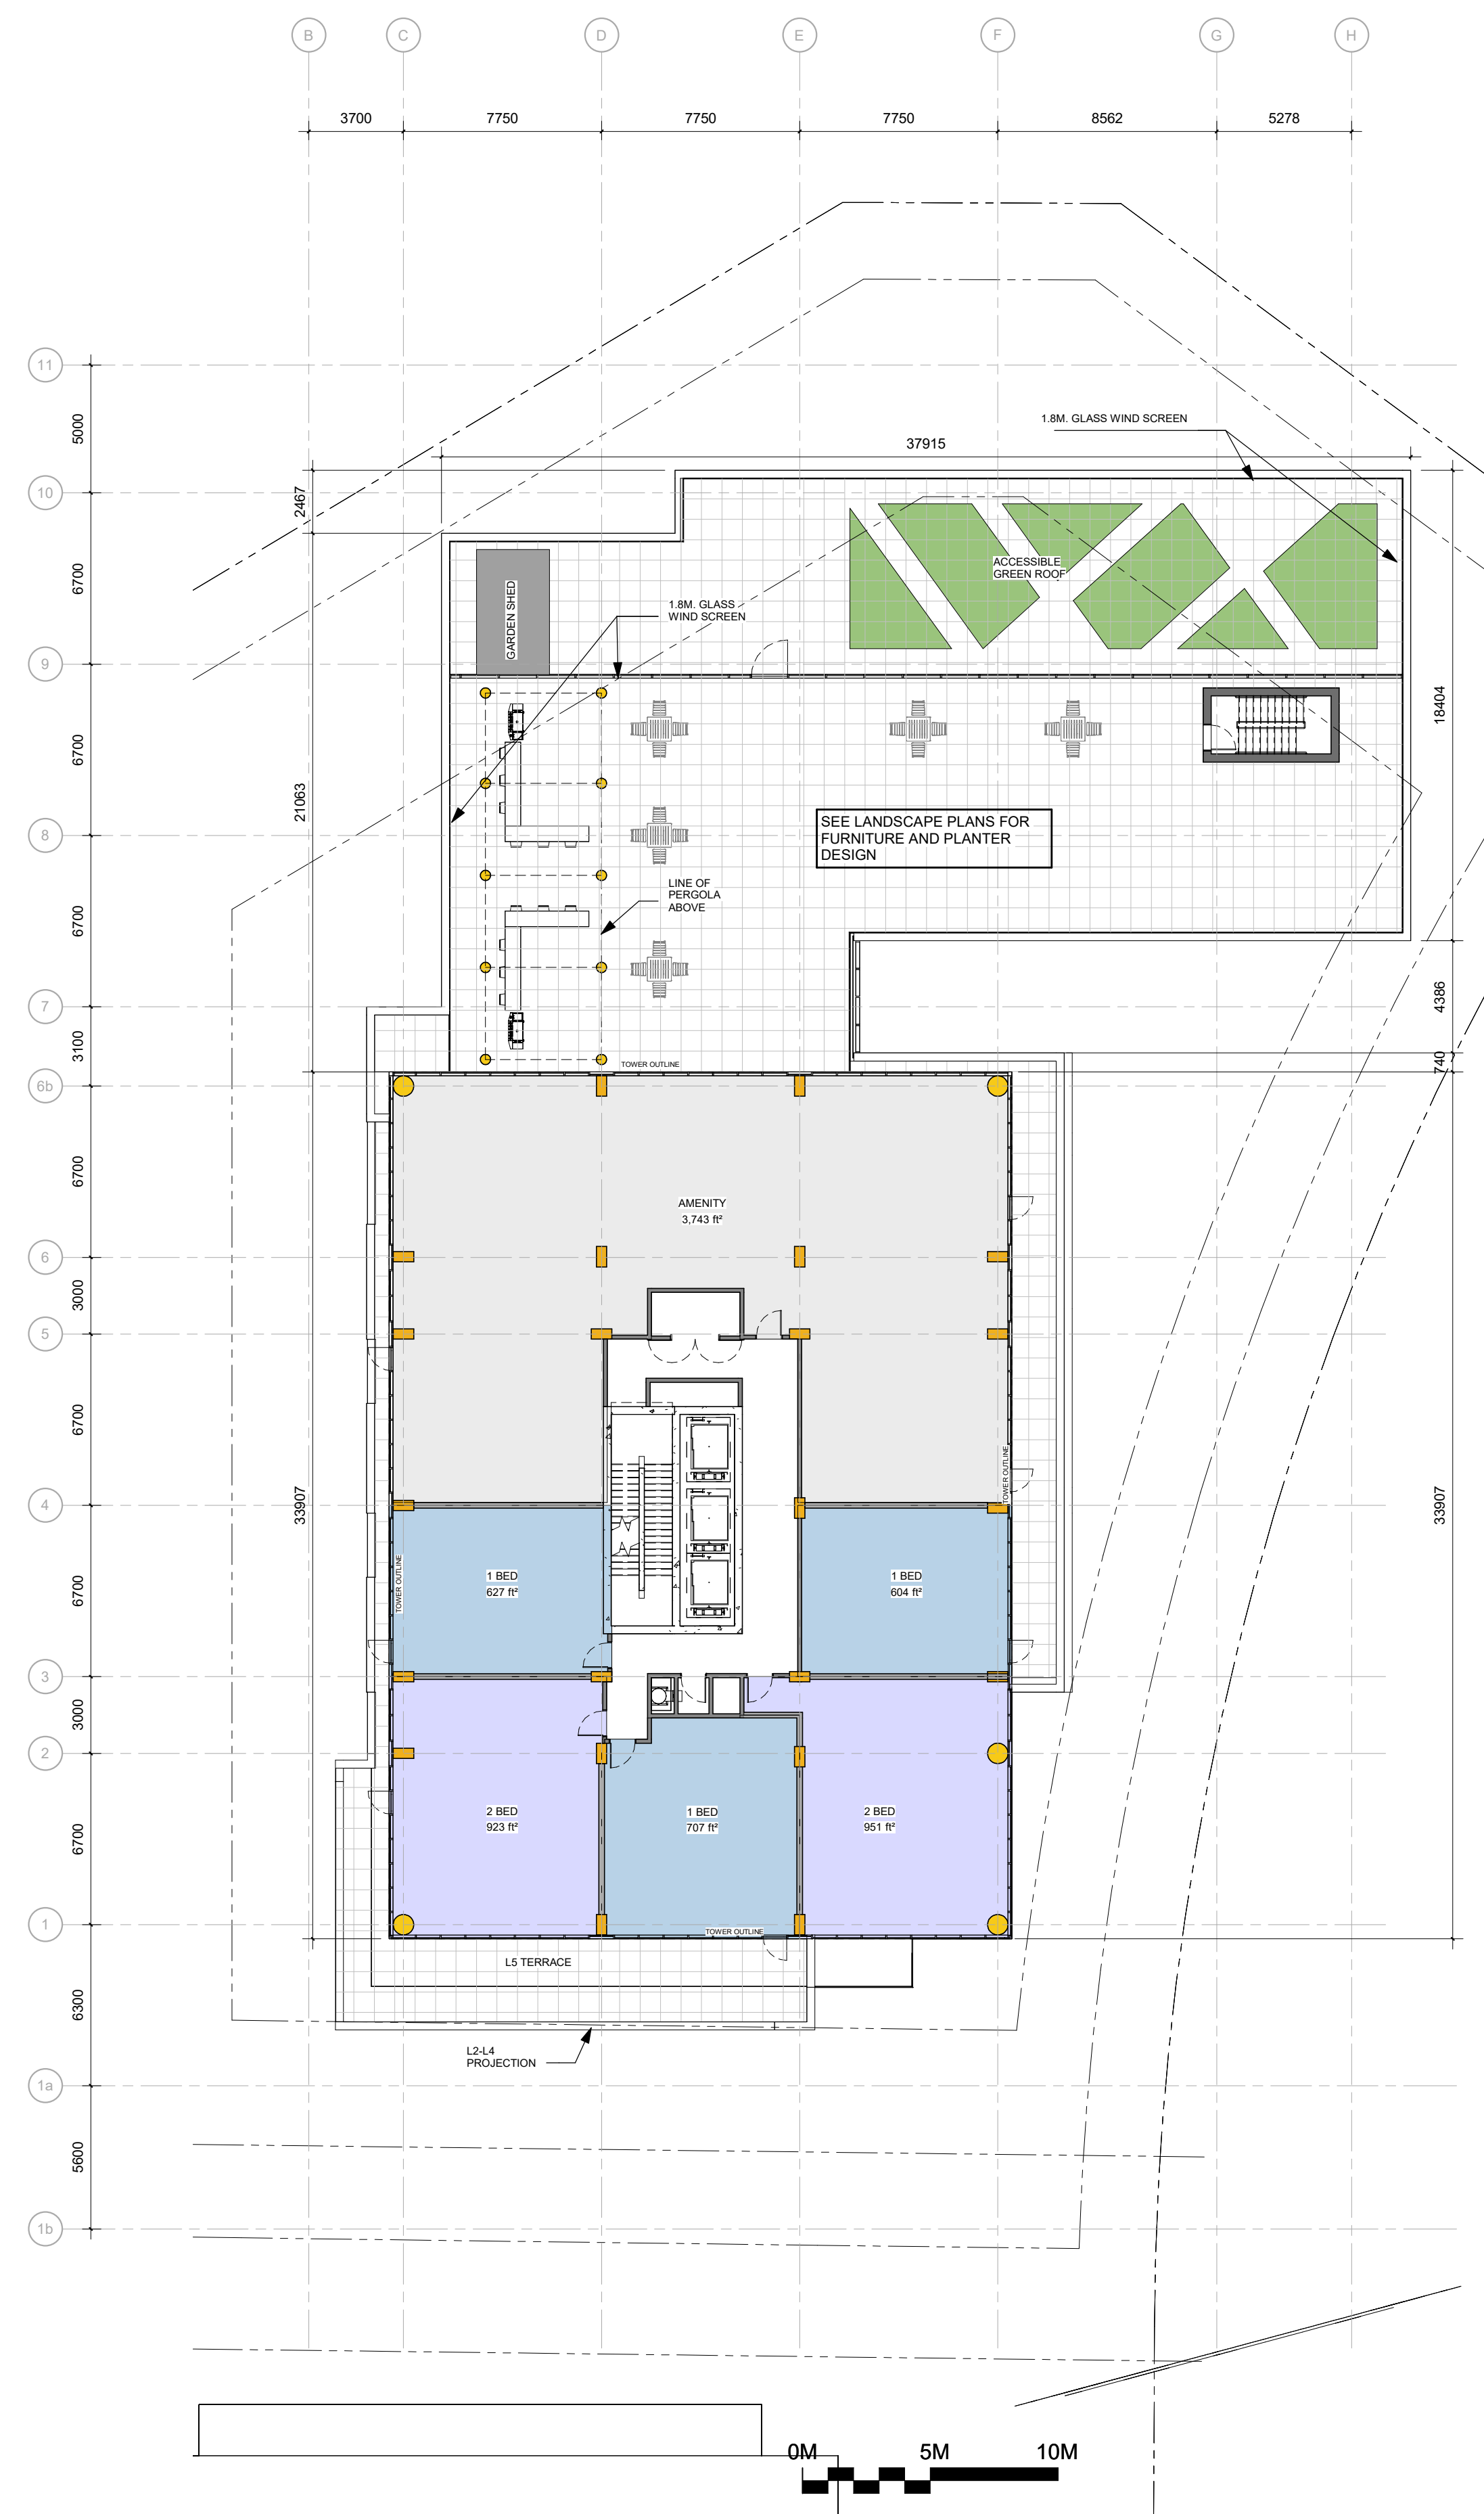 B
C
D
E
F
G
H
3700
7750
7750
7750
8562
5278
11
5000
1.8M. GLASS WIND SCREEN
37915
10
2467
6700
ACCESSIBLE
GREEN ROOF
GARDEN SHED
1.8M. GLASS
WIND SCREEN
9
6700
21063
18404
8
SEE LANDSCAPE PLANS FOR
FURNITURE AND PLANTER
DESIGN
LINE OF
PERGOLA
ABOVE
6700
7
4386
3100
740
TOWER OUTLINE
6b
6700
AMENITY
3,743 ft²
6
3000
5
6700
TOWER OUTLINE
4
33907
33907
6700
1 BED
627 ft²
1 BED
604 ft²
TOWER OUTLINE
3
3000
2
2 BED
923 ft²
1 BED
707 ft²
2 BED
951 ft²
6700
1
TOWER OUTLINE
L5 TERRACE
6300
L2-L4
PROJECTION
1a
5600
1b
0M
5M
10M